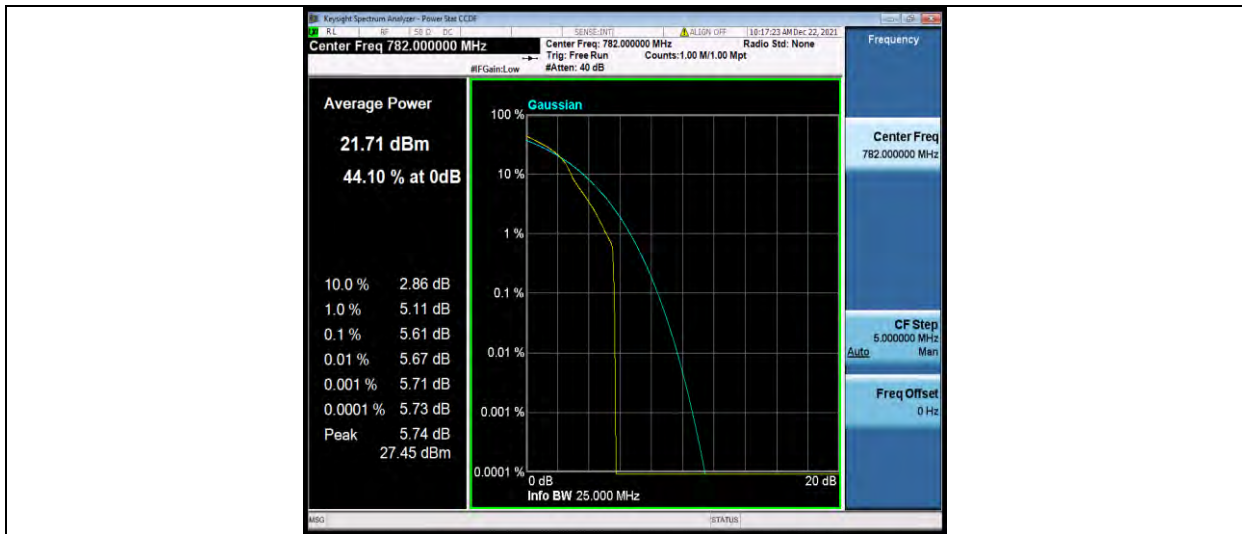 Keysight Spectrum Analyzer - Power Stat CCDF
RL RF 50 Ω DC SENSE:INT ALIGN OFF 10:17:23 AM Dec 22, 2021
Center Freq 782.000000 MHz
Center Freq: 782.000000 MHz Radio Std: None
Trig: Free Run Counts:1.00 M/1.00 Mpt
#IFGain:Low #Atten: 40 dB
Frequency
Average Power
21.71 dBm
44.10 % at 0dB
10.0 % 2.86 dB
1.0 % 5.11 dB
0.1 % 5.61 dB
0.01 % 5.67 dB
0.001 % 5.71 dB
0.0001 % 5.73 dB
Peak 5.74 dB
27.45 dBm
Gaussian
100 %
10 %
1 %
0.1 %
0.01 %
0.001 %
0.0001 %
0 dB 20 dB
Info BW 25.000 MHz
Center Freq
782.000000 MHz
CF Step
5.000000 MHz
Auto Man
Freq Offset
0 Hz
MSG STATUS